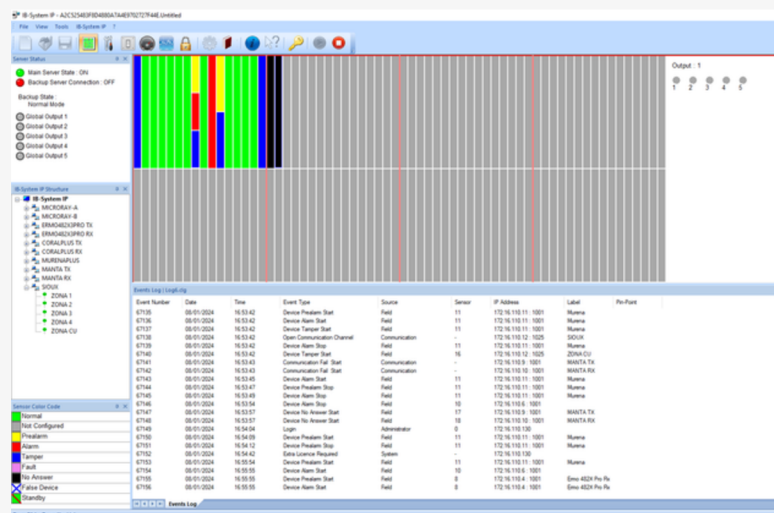 IB-System IP - A2C525483F8D4880A7A4E9702727F44E.Untitled
File View Tools IB-System IP ?
Server Status
Main Server State : ON
Backup Server Connection : OFF
Backup State :
Normal Mode
Global Output 1
Global Output 2
Global Output 3
Global Output 4
Global Output 5
Output : 1
1 2 3 4 5
IB-System IP Structure
IB-System IP
MICRORAY-A
MICRORAY-B
ERMO482X3PRO TX
ERMO482X3PRO RX
CORALPLUS TX
CORALPLUS RX
MURENAPLUS
MANTA TX
MANTA RX
SIOUX
ZONA 1
ZONA 2
ZONA 3
ZONA 4
ZONA CU
Sensor Color Code
Normal
Not Configured
Prealarm
Alarm
Tamper
Fault
No Answer
False Device
Standby
Events Log | Log6.clg
Event Number Date Time Event Type Source Sensor IP Address Label Pin-Point
67135 08/01/2024 16:53:42 Device Prealarm Start Field 11 172.16.110.11 : 1001 Murena
67136 08/01/2024 16:53:42 Device Alarm Start Field 11 172.16.110.11 : 1001 Murena
67137 08/01/2024 16:53:42 Device Tamper Start Field 11 172.16.110.11 : 1001 Murena
67138 08/01/2024 16:53:42 Open Communication Channel Communication - 172.16.110.12 : 1025 SIOUX
67139 08/01/2024 16:53:42 Device Alarm Stop Field 11 172.16.110.11 : 1001 Murena
67140 08/01/2024 16:53:42 Device Tamper Start Field 16 172.16.110.12 : 1025 ZONA CU
67141 08/01/2024 16:53:43 Communication Fail Start Communication - 172.16.110.9 : 1001 MANTA TX
67142 08/01/2024 16:53:43 Communication Fail Start Communication - 172.16.110.10 : 1001 MANTA RX
67143 08/01/2024 16:53:45 Device Alarm Start Field 11 172.16.110.11 : 1001 Murena
67144 08/01/2024 16:53:47 Device Prealarm Stop Field 11 172.16.110.11 : 1001 Murena
67145 08/01/2024 16:53:49 Device Alarm Stop Field 11 172.16.110.11 : 1001 Murena
67146 08/01/2024 16:53:54 Device Alarm Stop Field 10 172.16.110.6 : 1001
67147 08/01/2024 16:53:57 Device No Answer Start Field 17 172.16.110.9 : 1001 MANTA TX
67148 08/01/2024 16:53:57 Device No Answer Start Field 18 172.16.110.10 : 1001 MANTA RX
67149 08/01/2024 16:54:04 Login Administrator 0 172.16.110.130
67150 08/01/2024 16:54:09 Device Prealarm Start Field 11 172.16.110.11 : 1001 Murena
67151 08/01/2024 16:54:12 Device Prealarm Stop Field 11 172.16.110.11 : 1001 Murena
67152 08/01/2024 16:54:42 Extra Licence Required System - 172.16.110.130
67153 08/01/2024 16:55:54 Device Prealarm Start Field 11 172.16.110.11 : 1001 Murena
67154 08/01/2024 16:55:55 Device Alarm Start Field 10 172.16.110.6 : 1001
67155 08/01/2024 16:55:55 Device Prealarm Start Field 8 172.16.110.4 : 1001 Ermo 482X Pro Rx
67156 08/01/2024 16:55:55 Device Alarm Start Field 8 172.16.110.4 : 1001 Ermo 482X Pro Rx
Events Log